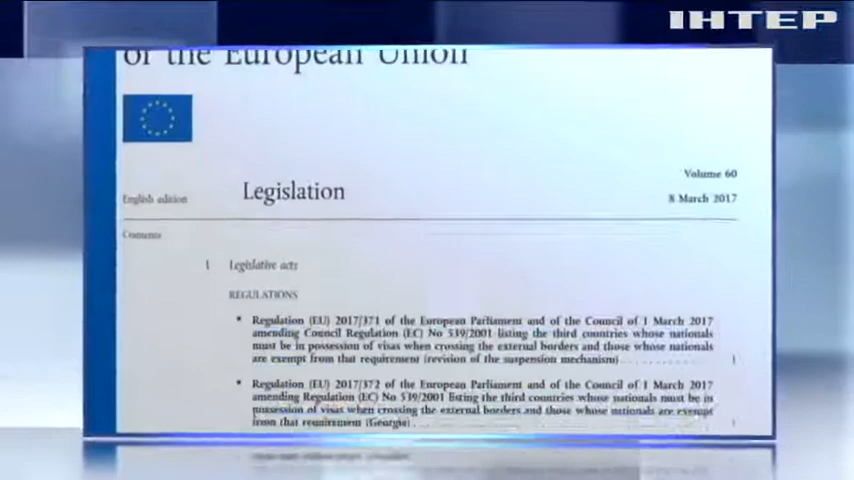 ІНТЕР
of the European Union
Volume 60
English edition
Legislation
8 March 2017
Contents
I Legislative acts
REGULATIONS
* Regulation (EU) 2017/371 of the European Parliament and of the Council of 1 March 2017
amending Council Regulation (EC) No 539/2001 listing the third countries whose nationals
must be in possession of visas when crossing the external borders and those whose nationals
are exempt from that requirement (revision of the suspension mechanism) 1
* Regulation (EU) 2017/372 of the European Parliament and of the Council of 1 March 2017
amending Regulation (EC) No 539/2001 listing the third countries whose nationals must be in
possession of visas when crossing the external borders and those whose nationals are exempt
from that requirement (Georgia)